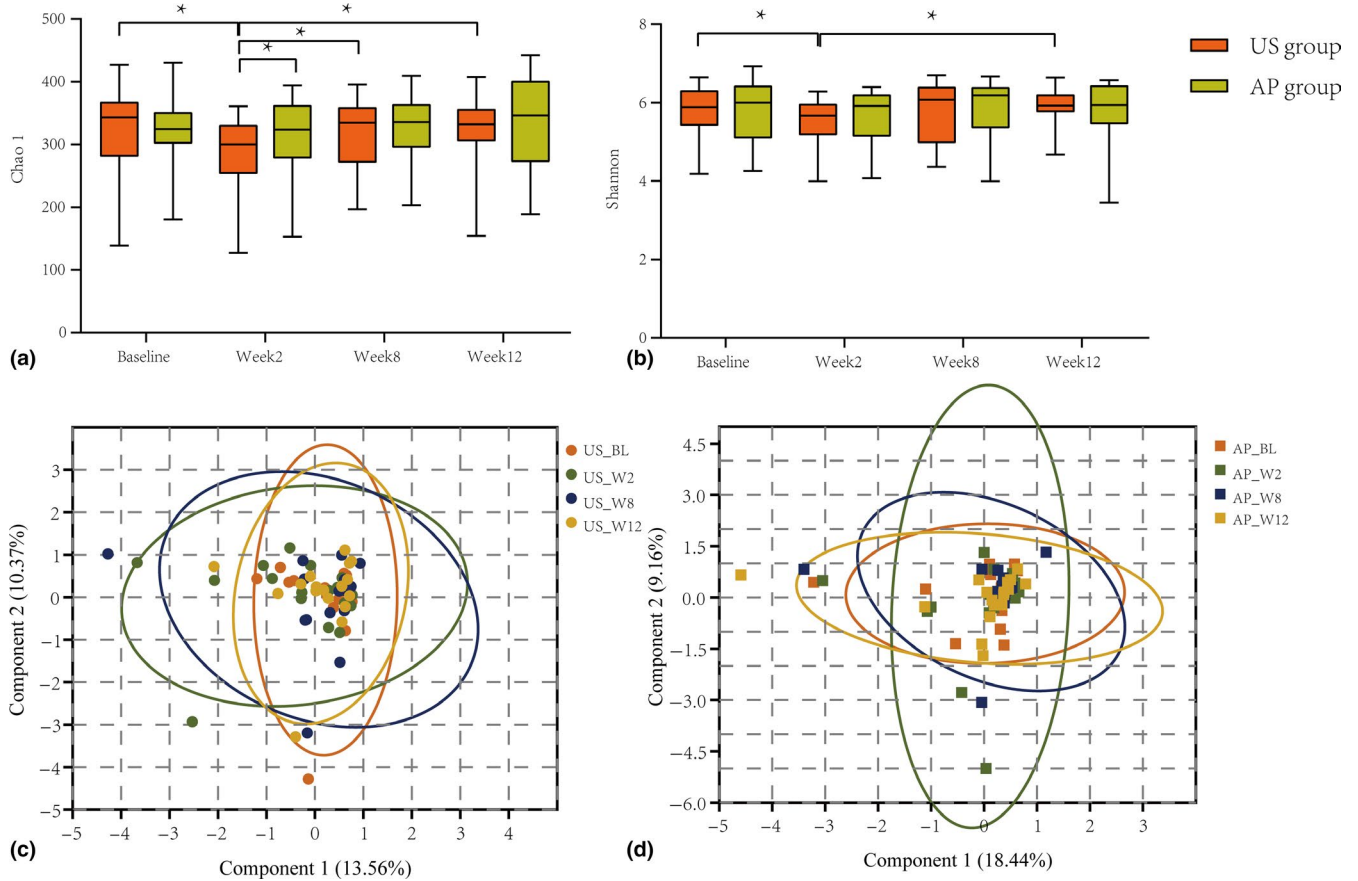 500
400
300
200
100
0
Chao 1
* * * *
Baseline Week2 Week8 Week12
(a)
8
6
4
2
0
Shannon
* *
Baseline Week2 Week8 Week12
(b)
US group
AP group
3
2
1
0
−1
−2
−3
−4
−5
Component 2 (10.37%)
−5 −4 −3 −2 −1 0 1 2 3 4
Component 1 (13.56%)
US_BL
US_W2
US_W8
US_W12
(c)
4.5
3.0
1.5
0.0
−1.5
−3.0
−4.5
−6.0
Component 2 (9.16%)
−5 −4 −3 −2 −1 0 1 2 3
Component 1 (18.44%)
AP_BL
AP_W2
AP_W8
AP_W12
(d)